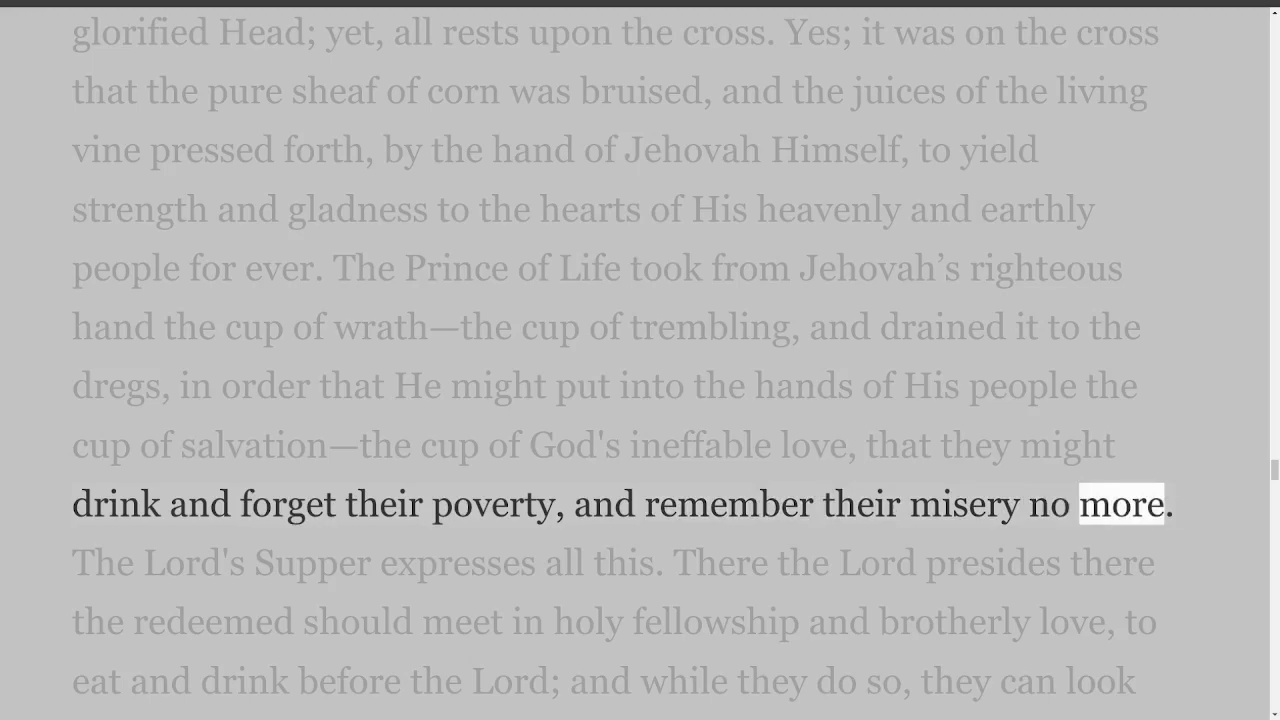 glorified Head; yet, all rests upon the cross. Yes; it was on the cross
that the pure sheaf of corn was bruised, and the juices of the living
vine pressed forth, by the hand of Jehovah Himself, to yield
strength and gladness to the hearts of His heavenly and earthly
people for ever. The Prince of Life took from Jehovah’s righteous
hand the cup of wrath—the cup of trembling, and drained it to the
dregs, in order that He might put into the hands of His people the
cup of salvation—the cup of God's ineffable love, that they might
drink and forget their poverty, and remember their misery no more.
The Lord's Supper expresses all this. There the Lord presides there
the redeemed should meet in holy fellowship and brotherly love, to
eat and drink before the Lord; and while they do so, they can look